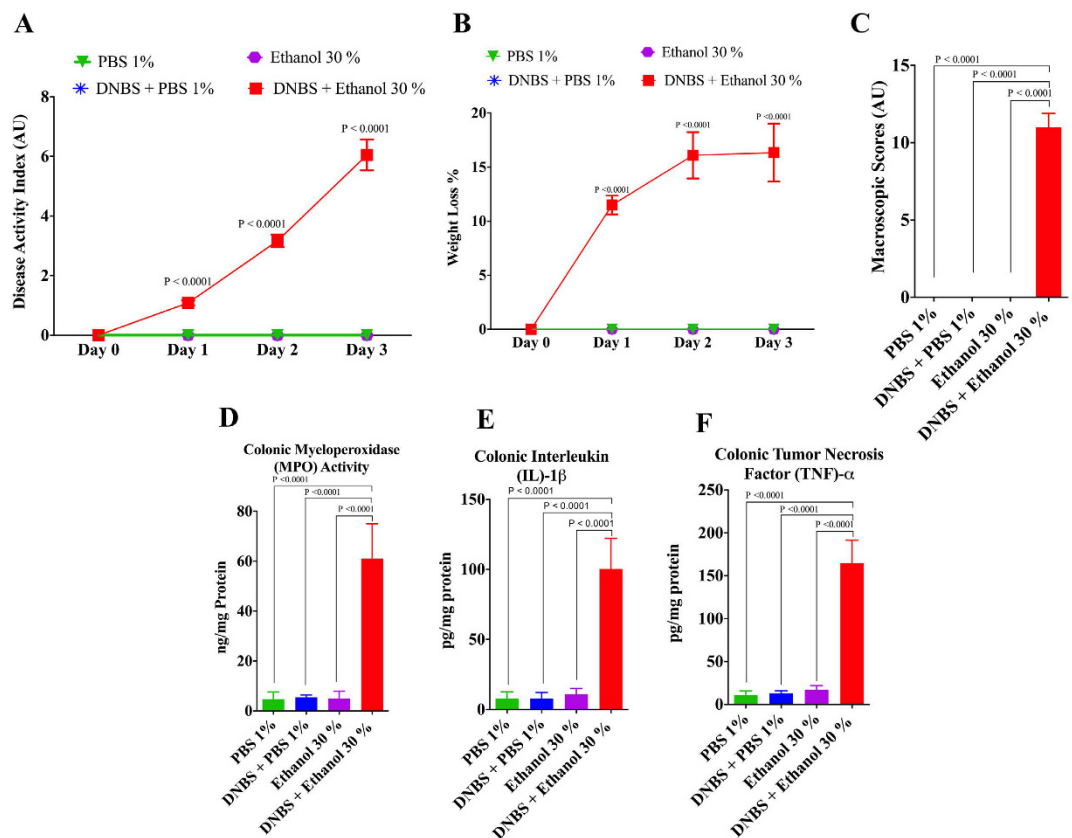 A
PBS 1%
Ethanol 30 %
DNBS + PBS 1%
DNBS + Ethanol 30 %
Disease Activity Index (AU)
8
6
4
2
0
P < 0.0001
P < 0.0001
P < 0.0001
Day 0
Day 1
Day 2
Day 3
B
PBS 1%
Ethanol 30 %
DNBS + PBS 1%
DNBS + Ethanol 30 %
Weight Loss %
20
15
10
5
0
P <0.0001
P <0.0001
P <0.0001
Day 0
Day 1
Day 2
Day 3
C
Macroscopic Scores (AU)
15
10
5
0
P < 0.0001
P < 0.0001
P < 0.0001
PBS 1%
DNBS + PBS 1%
Ethanol 30 %
DNBS + Ethanol 30 %
D
Colonic Myeloperoxidase
(MPO) Activity
ng/mg Protein
80
60
40
20
0
P <0.0001
P <0.0001
P <0.0001
PBS 1%
DNBS + PBS 1%
Ethanol 30 %
DNBS + Ethanol 30 %
E
Colonic Interleukin
(IL)-1β
pg/mg protein
150
100
50
0
P < 0.0001
P < 0.0001
P < 0.0001
PBS 1%
DNBS + PBS 1%
Ethanol 30 %
DNBS + Ethanol 30 %
F
Colonic Tumor Necrosis
Factor (TNF)-α
pg/mg protein
250
200
150
100
50
0
P <0.0001
P <0.0001
P <0.0001
PBS 1%
DNBS + PBS 1%
Ethanol 30 %
DNBS + Ethanol 30 %